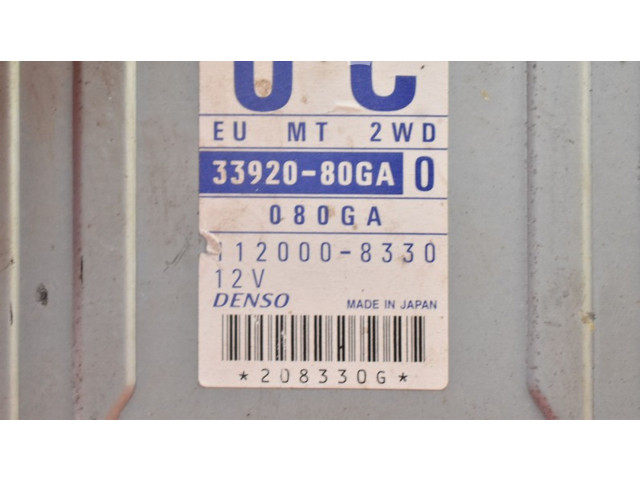 EU MT 2WD
33920-80GA 0
080GA
112000-8330
12V
DENSO MADE IN JAPAN
*208330G*